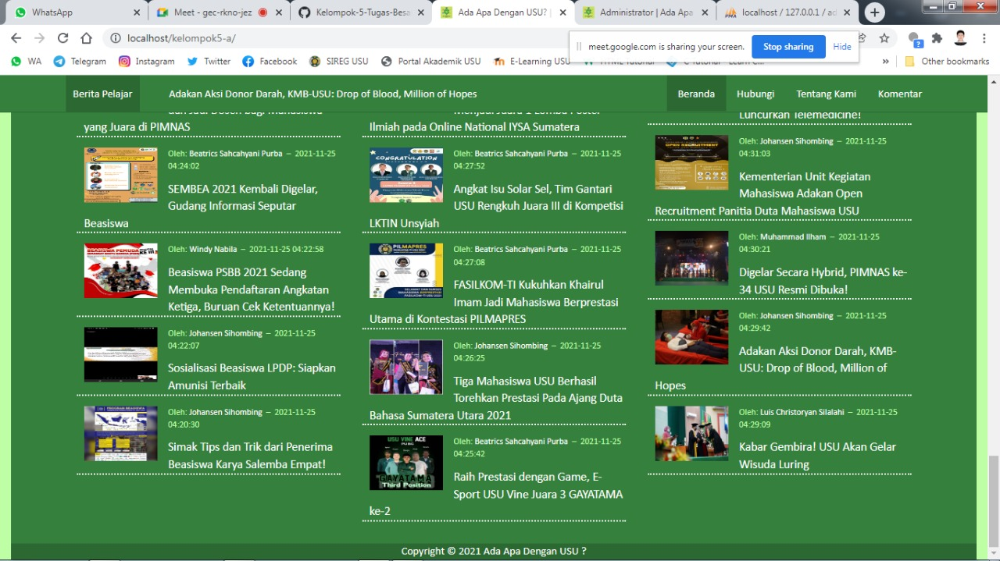 WhatsApp
Meet - gec-rkno-jez
Kelompok-5-Tugas-Besa
Ada Apa Dengan USU?
Administrator | Ada Apa
localhost / 127.0.0.1 / ad
localhost/kelompok5-a/
meet.google.com is sharing your screen.
Stop sharing
Hide
WA
Telegram
Instagram
Twitter
Facebook
SIREG
Portal Akademik USU
E-Learning USU
Other bookmarks
Berita Pelajar
Adakan Aksi Donor Darah, KMB-USU: Drop of Blood, Million of Hopes
Beranda
Hubungi
Tentang Kami
Komentar
dan Jadi Dosen bagi Mahasiswa
yang Juara di PIMNAS
Oleh: Beatrics Sahcahyani Purba – 2021-11-25
04:24:02
SEMBEA 2021 Kembali Digelar,
Gudang Informasi Seputar
Beasiswa
Oleh: Windy Nabila – 2021-11-25 04:22:58
Beasiswa PSBB 2021 Sedang
Membuka Pendaftaran Angkatan
Ketiga, Buruan Cek Ketentuannya!
Oleh: Johansen Sihombing – 2021-11-25
04:22:07
Sosialisasi Beasiswa LPDP: Siapkan
Amunisi Terbaik
PROGRAM BEASISWA
Oleh: Johansen Sihombing – 2021-11-25
04:20:30
Simak Tips dan Trik dari Penerima
Beasiswa Karya Salemba Empat!
Menjadi Juara 1 Lomba Poster
Ilmiah pada Online National IYSA Sumatera
CONGRATULATION
Oleh: Beatrics Sahcahyani Purba – 2021-11-25
04:27:52
Angkat Isu Solar Sel, Tim Gantari
USU Rengkuh Juara III di Kompetisi
LKTIN Unsyiah
PILMAPRES
Oleh: Beatrics Sahcahyani Purba – 2021-11-25
04:27:08
FASILKOM-TI Kukuhkan Khairul
Imam Jadi Mahasiswa Berprestasi
Utama di Kontestasi PILMAPRES
Oleh: Johansen Sihombing – 2021-11-25
04:26:25
Tiga Mahasiswa USU Berhasil
Torehkan Prestasi Pada Ajang Duta
Bahasa Sumatera Utara 2021
USU VINE ACE
PUBG
GAYATAMA
Third Position
Oleh: Beatrics Sahcahyani Purba – 2021-11-25
04:25:42
Raih Prestasi dengan Game, E-
Sport USU Vine Juara 3 GAYATAMA
ke-2
Luncurkan Telemedicine!
OPEN RECRUITMENT
Oleh: Johansen Sihombing – 2021-11-25
04:31:03
Kementerian Unit Kegiatan
Mahasiswa Adakan Open
Recruitment Panitia Duta Mahasiswa USU
Oleh: Muhammad Ilham – 2021-11-25
04:30:21
Digelar Secara Hybrid, PIMNAS ke-
34 USU Resmi Dibuka!
Oleh: Johansen Sihombing – 2021-11-25
04:29:42
Adakan Aksi Donor Darah, KMB-
USU: Drop of Blood, Million of
Hopes
Oleh: Luis Christoryan Silalahi – 2021-11-25
04:29:09
Kabar Gembira! USU Akan Gelar
Wisuda Luring
Copyright © 2021 Ada Apa Dengan USU ?